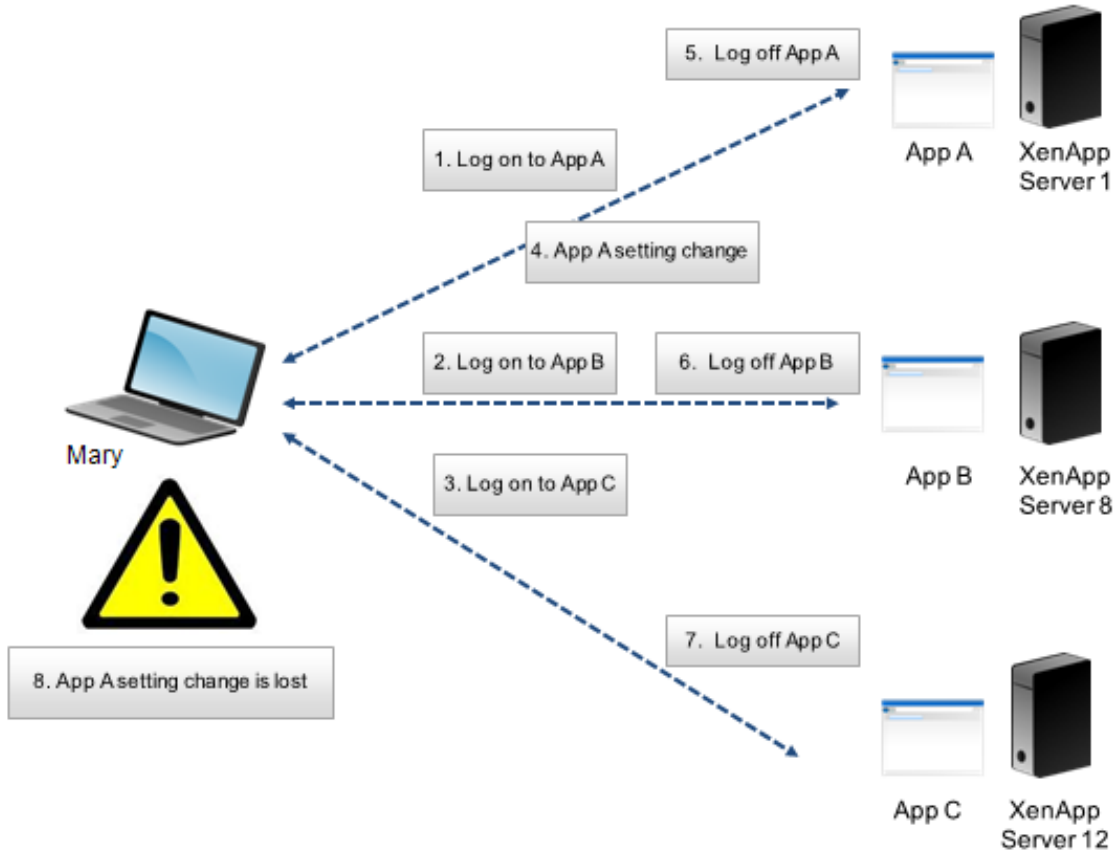 5. Log off App A
1. Log on to App A
App A
XenApp
Server 1
4. App A setting change
2. Log on to App B
6. Log off App B
Mary
3. Log on to App C
App B
XenApp
Server 8
7. Log off App C
8. App A setting change is lost
App C
XenApp
Server 12